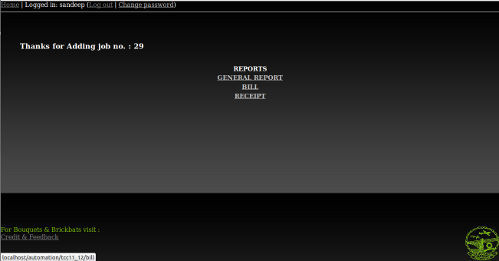 Home | Logged in: sandeep (Log out | Change password)
Thanks for Adding job no. : 29
REPORTS
GENERAL REPORT
BILL
RECEIPT
For Bouquets & Brickbats visit :
Credit & Feedback
localhost/automation/tcc11_12/bill